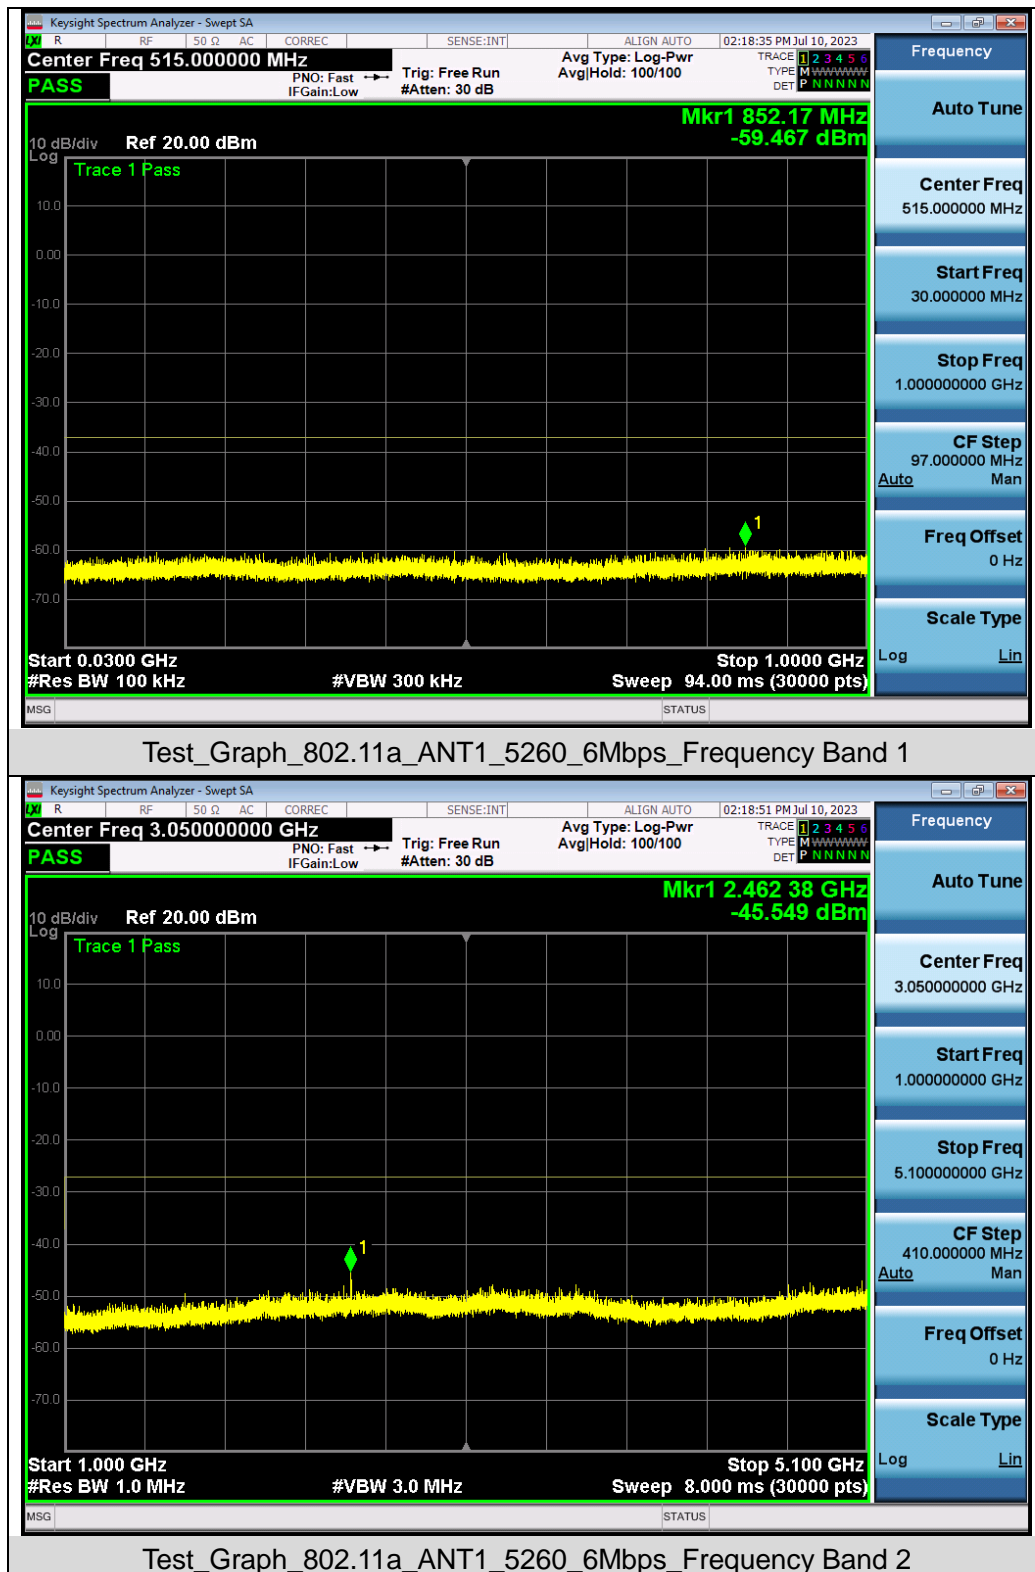 Keysight Spectrum Analyzer - Swept SA
LXI R RF 50 Ω AC CORREC SENSE:INT ALIGN AUTO 02:18:35 PM Jul 10, 2023
Center Freq 515.000000 MHz
PASS
PNO: Fast
IFGain:Low
Trig: Free Run
#Atten: 30 dB
Avg Type: Log-Pwr
Avg|Hold: 100/100
TRACE 1 2 3 4 5 6
TYPE M W W W W W
DET P N N N N N
Mkr1 852.17 MHz
-59.467 dBm
10 dB/div Ref 20.00 dBm
Log
Trace 1 Pass
10.0
0.00
-10.0
-20.0
-30.0
-40.0
-50.0
-60.0
-70.0
1
Start 0.0300 GHz Stop 1.0000 GHz
#Res BW 100 kHz #VBW 300 kHz Sweep 94.00 ms (30000 pts)
MSG STATUS
Frequency
Auto Tune
Center Freq
515.000000 MHz
Start Freq
30.000000 MHz
Stop Freq
1.000000000 GHz
CF Step
97.000000 MHz
Auto Man
Freq Offset
0 Hz
Scale Type
Log Lin
Test_Graph_802.11a_ANT1_5260_6Mbps_Frequency Band 1
Keysight Spectrum Analyzer - Swept SA
LXI R RF 50 Ω AC CORREC SENSE:INT ALIGN AUTO 02:18:51 PM Jul 10, 2023
Center Freq 3.050000000 GHz
PASS
PNO: Fast
IFGain:Low
Trig: Free Run
#Atten: 30 dB
Avg Type: Log-Pwr
Avg|Hold: 100/100
TRACE 1 2 3 4 5 6
TYPE M W W W W W
DET P N N N N N
Mkr1 2.462 38 GHz
-45.549 dBm
10 dB/div Ref 20.00 dBm
Log
Trace 1 Pass
10.0
0.00
-10.0
-20.0
-30.0
-40.0
-50.0
-60.0
-70.0
1
Start 1.000 GHz Stop 5.100 GHz
#Res BW 1.0 MHz #VBW 3.0 MHz Sweep 8.000 ms (30000 pts)
MSG STATUS
Frequency
Auto Tune
Center Freq
3.050000000 GHz
Start Freq
1.000000000 GHz
Stop Freq
5.100000000 GHz
CF Step
410.000000 MHz
Auto Man
Freq Offset
0 Hz
Scale Type
Log Lin
Test_Graph_802.11a_ANT1_5260_6Mbps_Frequency Band 2